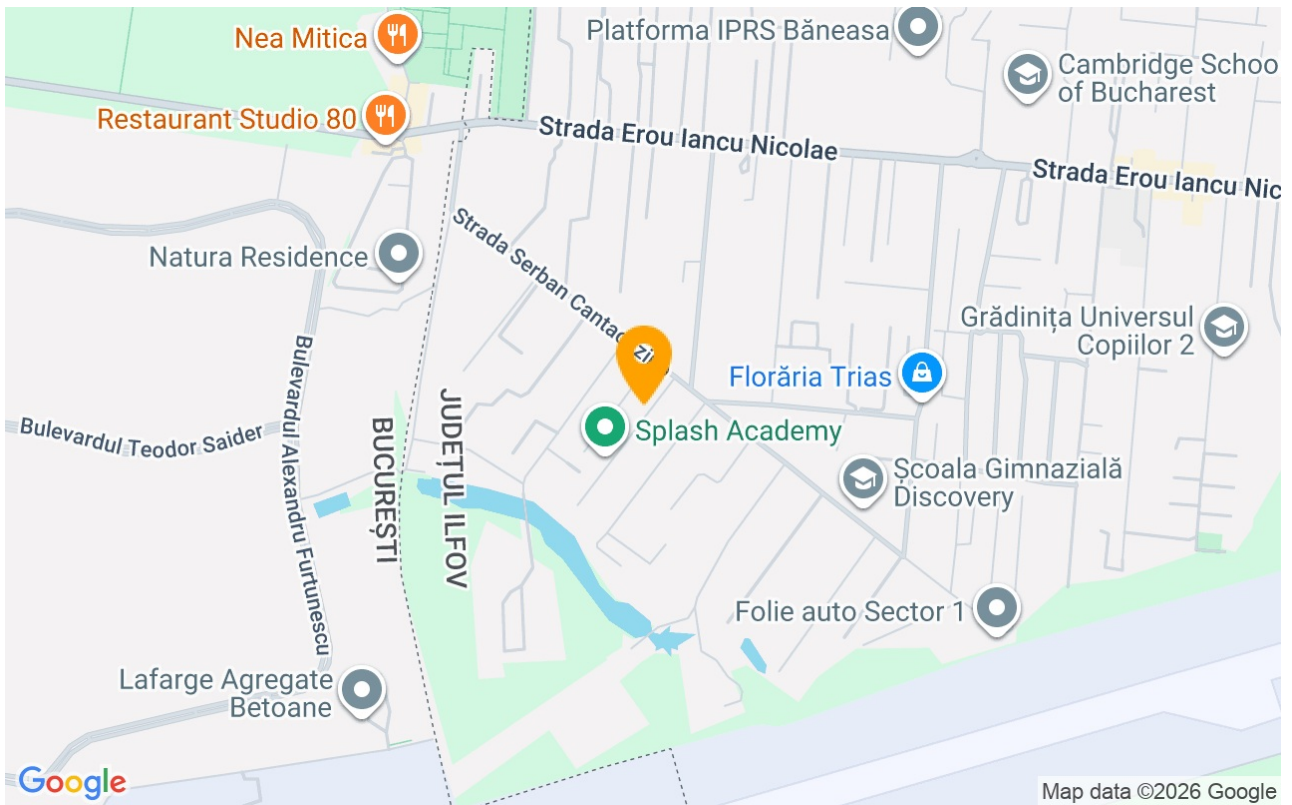 Nea Mitica
Platforma IPRS Băneasa
Cambridge Schoo
of Bucharest
Restaurant Studio 80
Strada Erou Iancu Nicolae
Strada Erou Iancu Nic
Strada Serban Cantac
zi
Natura Residence
Grădinița Universul
Copiilor 2
Florăria Trias
Bulevardul Alexandru Furtunescu
Bulevardul Teodor Saider
BUCUREȘTI
JUDEȚUL ILFOV
Splash Academy
Școala Gimnazială
Discovery
Folie auto Sector 1
Lafarge Agregate
Betoane
Google
Map data ©2026 Google